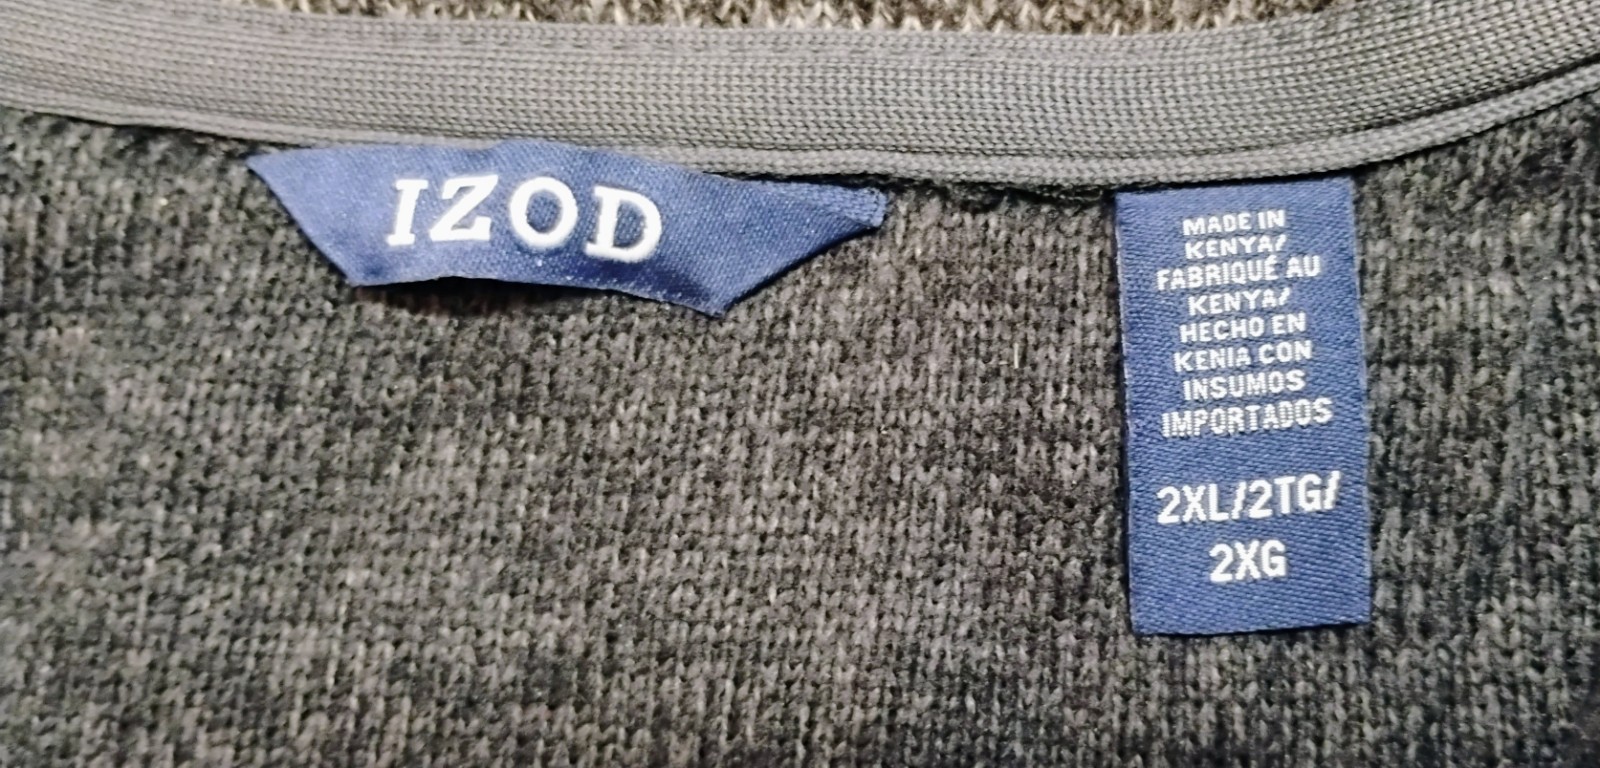 IZOD
MADE IN
KENYA/
FABRIQUÉ AU
KENYA/
HECHO EN
KENIA CON
INSUMOS
IMPORTADOS
2XL/2TG/
2XG